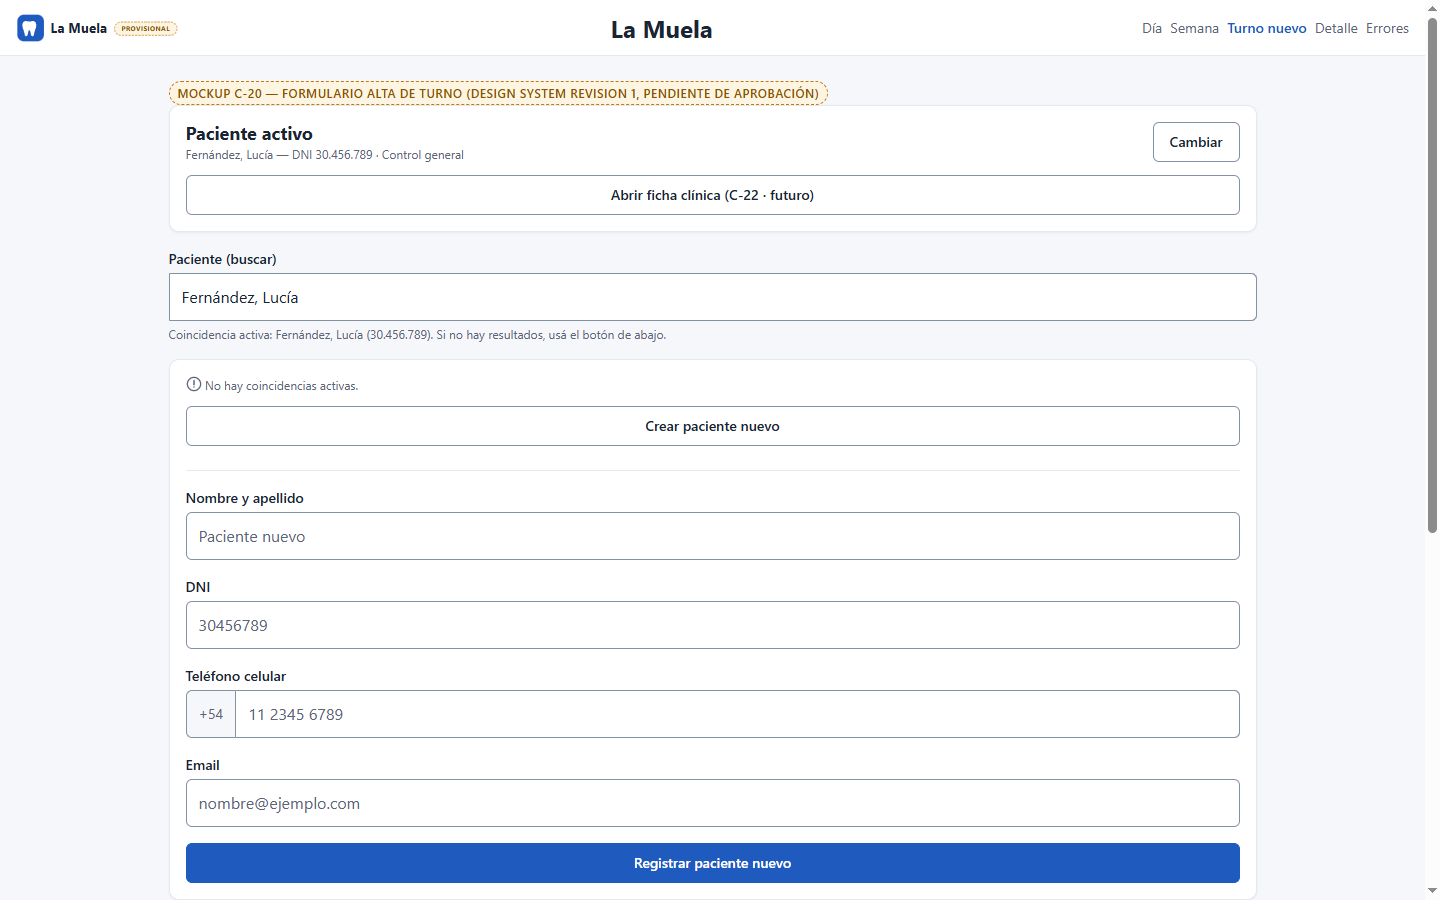 La Muela
PROVISIONAL
La Muela
Día Semana Turno nuevo Detalle Errores
MOCKUP C-20 — FORMULARIO ALTA DE TURNO (DESIGN SYSTEM REVISION 1, PENDIENTE DE APROBACIÓN)
Paciente activo
Fernández, Lucía — DNI 30.456.789 · Control general
Cambiar
Abrir ficha clínica (C-22 · futuro)
Paciente (buscar)
Fernández, Lucía
Coincidencia activa: Fernández, Lucía (30.456.789). Si no hay resultados, usá el botón de abajo.
No hay coincidencias activas.
Crear paciente nuevo
Nombre y apellido
Paciente nuevo
DNI
30456789
Teléfono celular
+54 11 2345 6789
Email
nombre@ejemplo.com
Registrar paciente nuevo